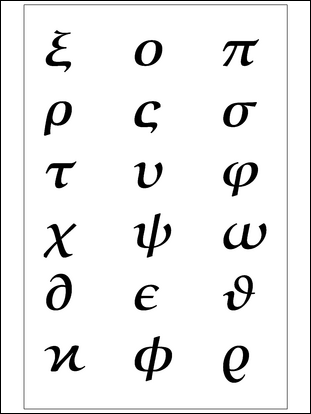 ξ ο π
ρ ς σ
τ υ φ
χ ψ ω
∂ ϵ ϑ
ϰ ϕ ϱ